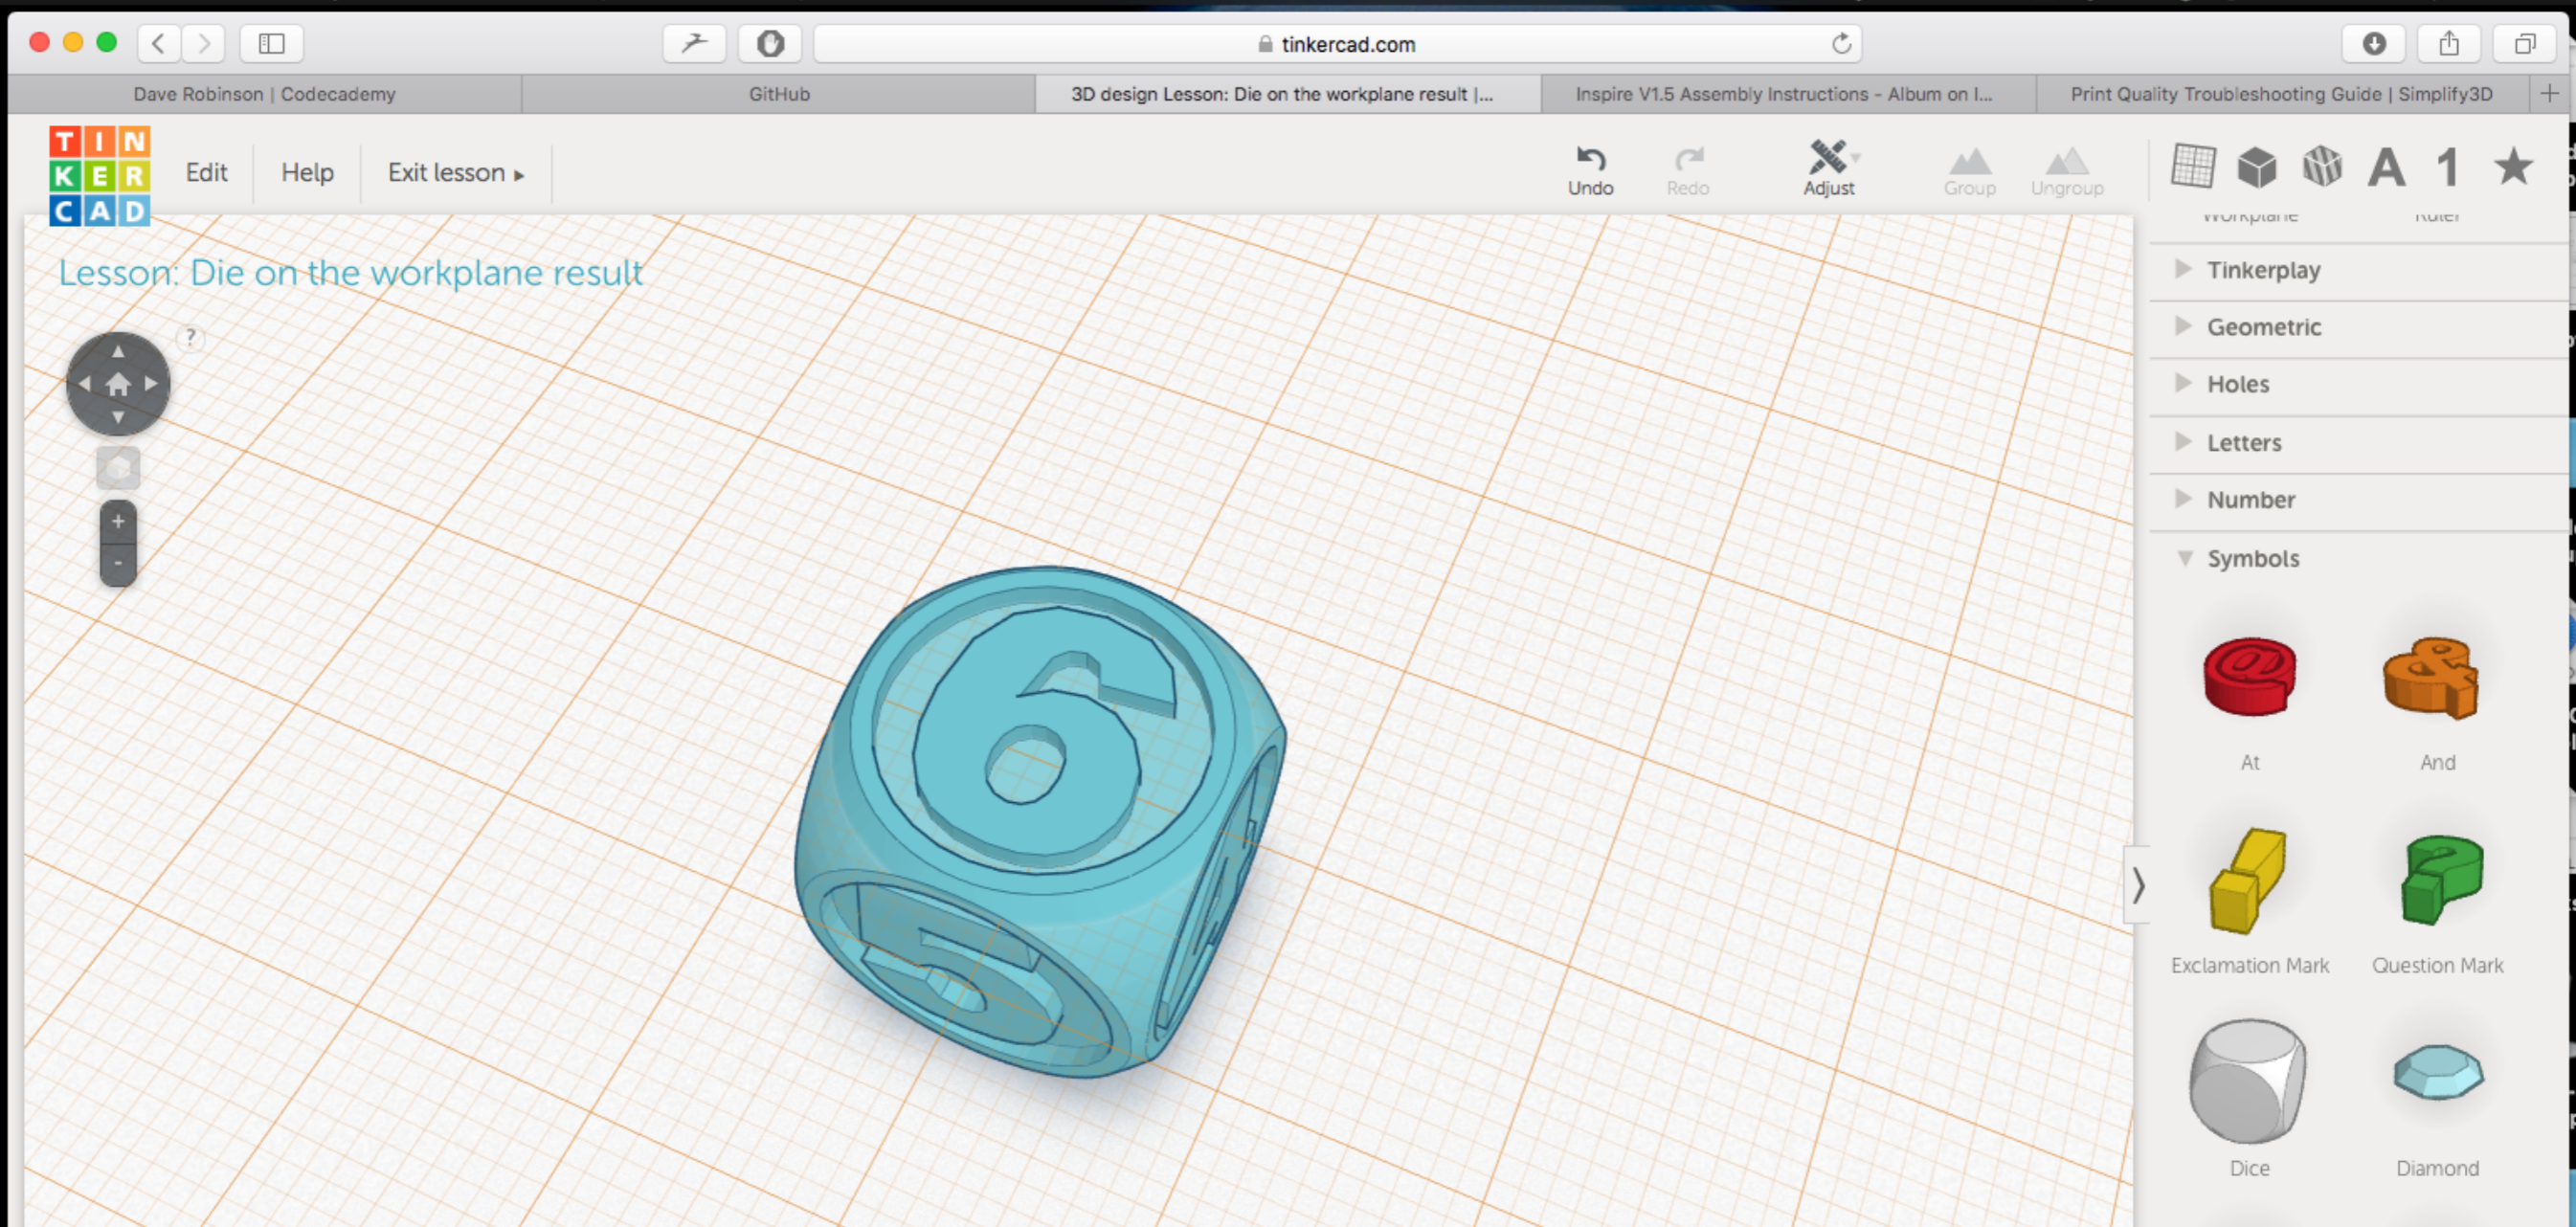 tinkercad.com
Dave Robinson | Codecademy
GitHub
3D design Lesson: Die on the workplane result |...
Inspire V1.5 Assembly Instructions - Album on I...
Print Quality Troubleshooting Guide | Simplify3D
TIN
KER
CAD
Edit
Help
Exit lesson
Undo
Redo
Adjust
Group
Ungroup
A
1
Workplane
Ruler
Lesson: Die on the workplane result
?
+
-
Tinkerplay
Geometric
Holes
Letters
Number
Symbols
6
5
@
&
At
And
!
?
Exclamation Mark
Question Mark
Dice
Diamond